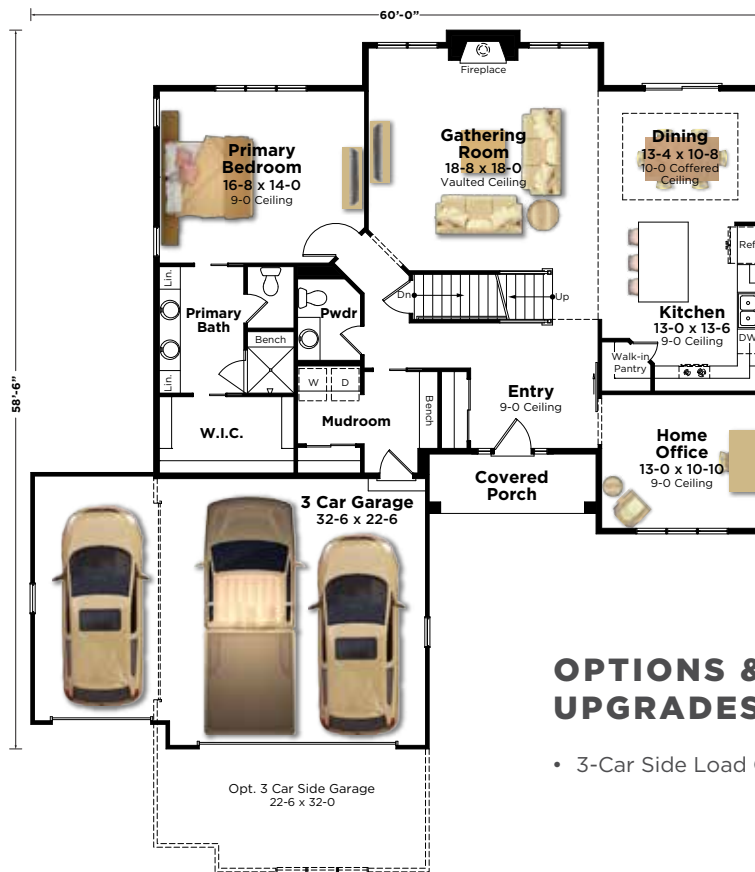 60'-0"
58'-6"
Fireplace
Primary
Bedroom
16-8 x 14-0
9-0 Ceiling
Gathering
Room
18-8 x 18-0
Vaulted Ceiling
Dining
13-4 x 10-8
10-0 Coffered
Ceiling
Lin.
Primary
Bath
Lin.
Bench
Pwdr
Dn
Up
Ref
Kitchen
13-0 x 13-6
9-0 Ceiling
DW
Walk-in
Pantry
W
D
Mudroom
Bench
W.I.C.
Entry
9-0 Ceiling
Home
Office
13-0 x 10-10
9-0 Ceiling
Covered
Porch
3 Car Garage
32-6 x 22-6
Opt. 3 Car Side Garage
22-6 x 32-0
OPTIONS &
UPGRADES
• 3-Car Side Load